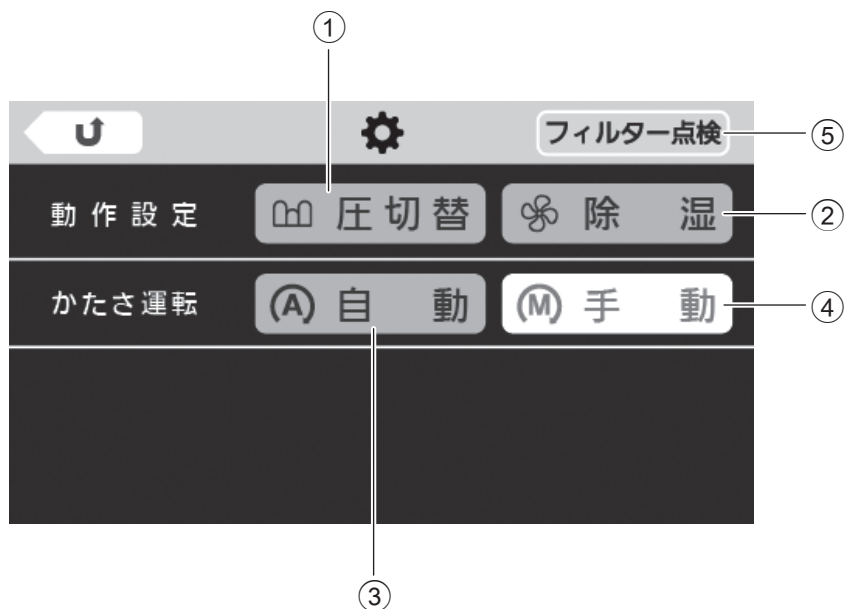 ①
フィルター点検 ⑤
動作設定 圧切替 除湿 ②
かたさ運転 A 自動 M 手動 ④
③